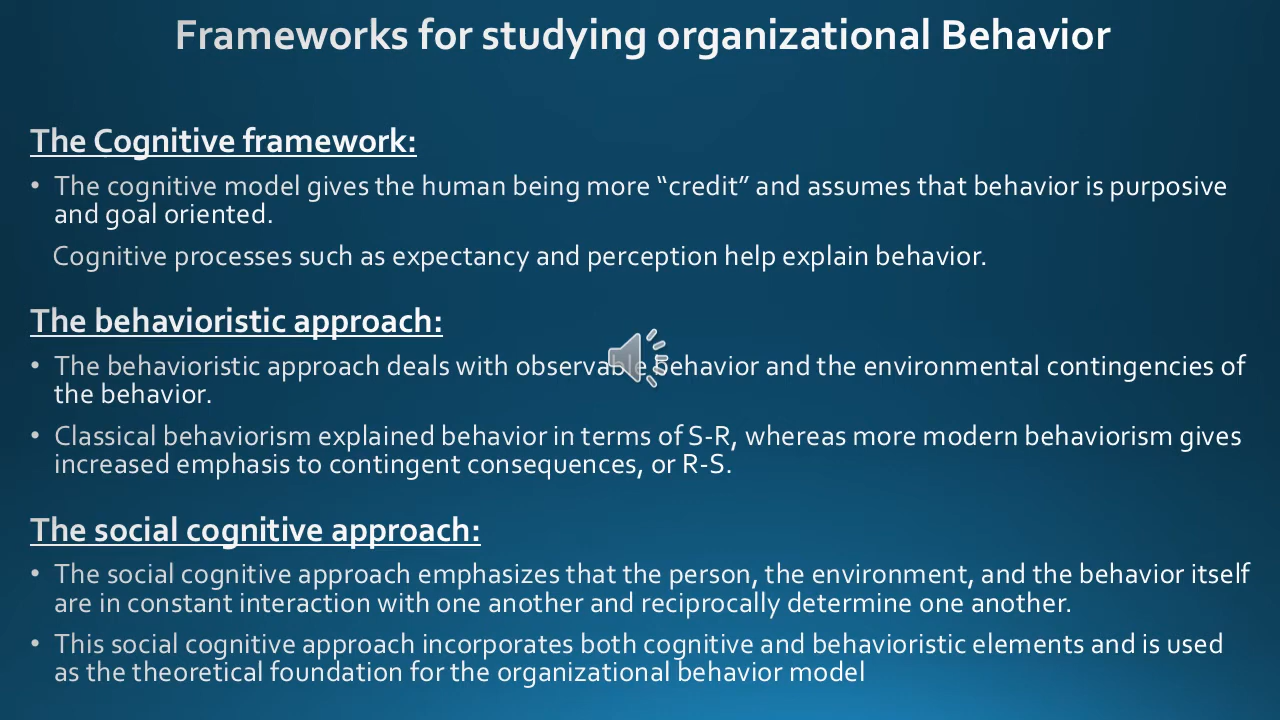 Frameworks for studying organizational Behavior
The Cognitive framework:
• The cognitive model gives the human being more “credit” and assumes that behavior is purposive
and goal oriented.
Cognitive processes such as expectancy and perception help explain behavior.
The behavioristic approach:
• The behavioristic approach deals with observable behavior and the environmental contingencies of
the behavior.
• Classical behaviorism explained behavior in terms of S-R, whereas more modern behaviorism gives
increased emphasis to contingent consequences, or R-S.
The social cognitive approach:
• The social cognitive approach emphasizes that the person, the environment, and the behavior itself
are in constant interaction with one another and reciprocally determine one another.
• This social cognitive approach incorporates both cognitive and behavioristic elements and is used
as the theoretical foundation for the organizational behavior model